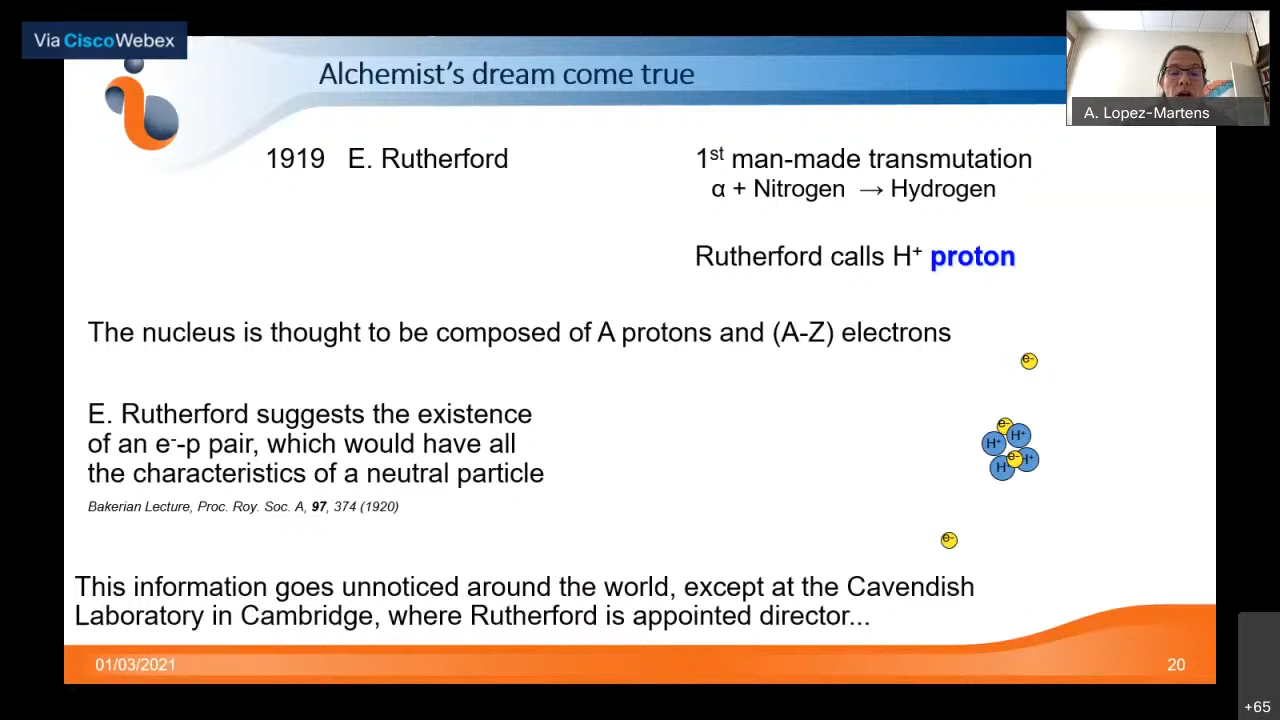 Via CiscoWebex
Alchemist's dream come true
A. Lopez-Martens
1919 E. Rutherford
1st man-made transmutation
α + Nitrogen → Hydrogen
Rutherford calls H⁺ proton
The nucleus is thought to be composed of A protons and (A-Z) electrons
e-
E. Rutherford suggests the existence
of an e⁻-p pair, which would have all
the characteristics of a neutral particle
e-
H⁺
H⁺
H⁺
e-
H⁺
Bakerian Lecture, Proc. Roy. Soc. A, 97, 374 (1920)
e-
This information goes unnoticed around the world, except at the Cavendish
Laboratory in Cambridge, where Rutherford is appointed director...
01/03/2021
20
+65